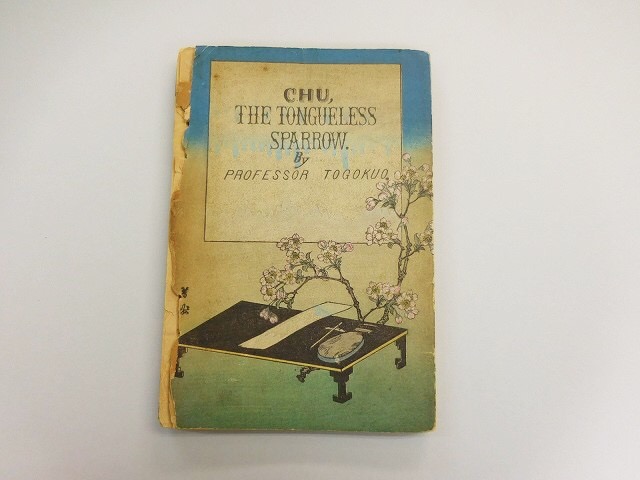 CHU,
THE TONGUELESS
SPARROW.
By
PROFESSOR TOGOKUO.